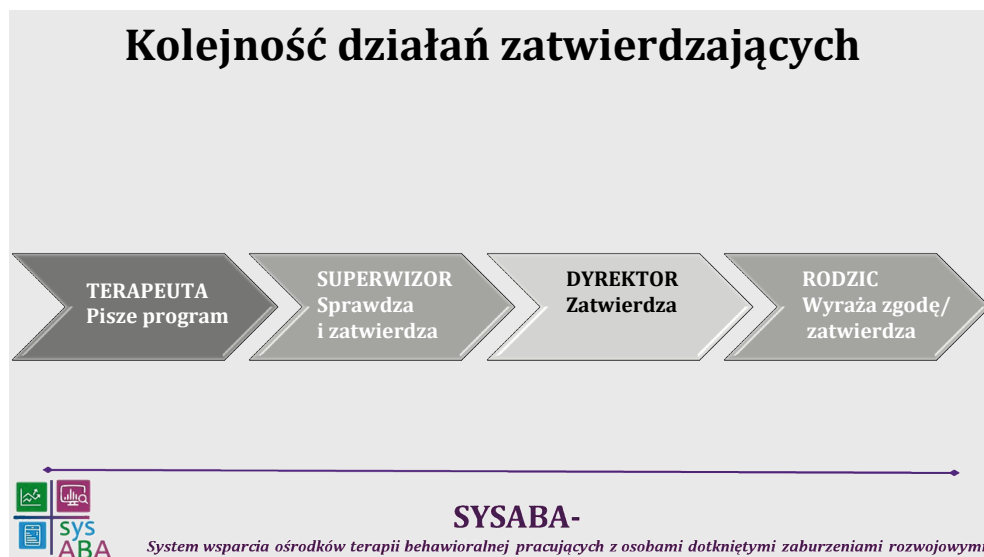 Kolejność działań zatwierdzających
TERAPEUTA
Pisze program
SUPERWIZOR
Sprawdza
i zatwierdza
DYREKTOR
Zatwierdza
RODZIC
Wyraża zgodę/
zatwierdza
sys
ABA
SYSABA-
System wsparcia ośrodków terapii behawioralnej pracujących z osobami dotkniętymi zaburzeniami rozwojowymi